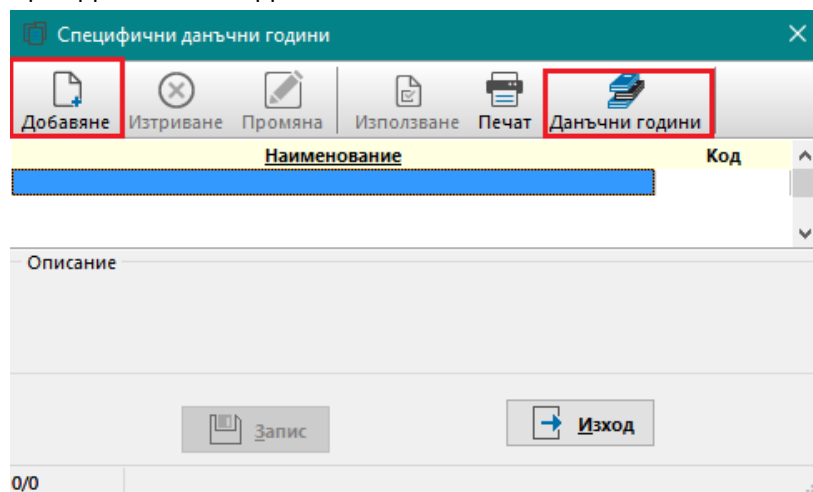 Специфични данъчни години
Добавяне Изтриване Промяна Използване Печат Данъчни години
Наименование Код
Описание
Запис Изход
0/0